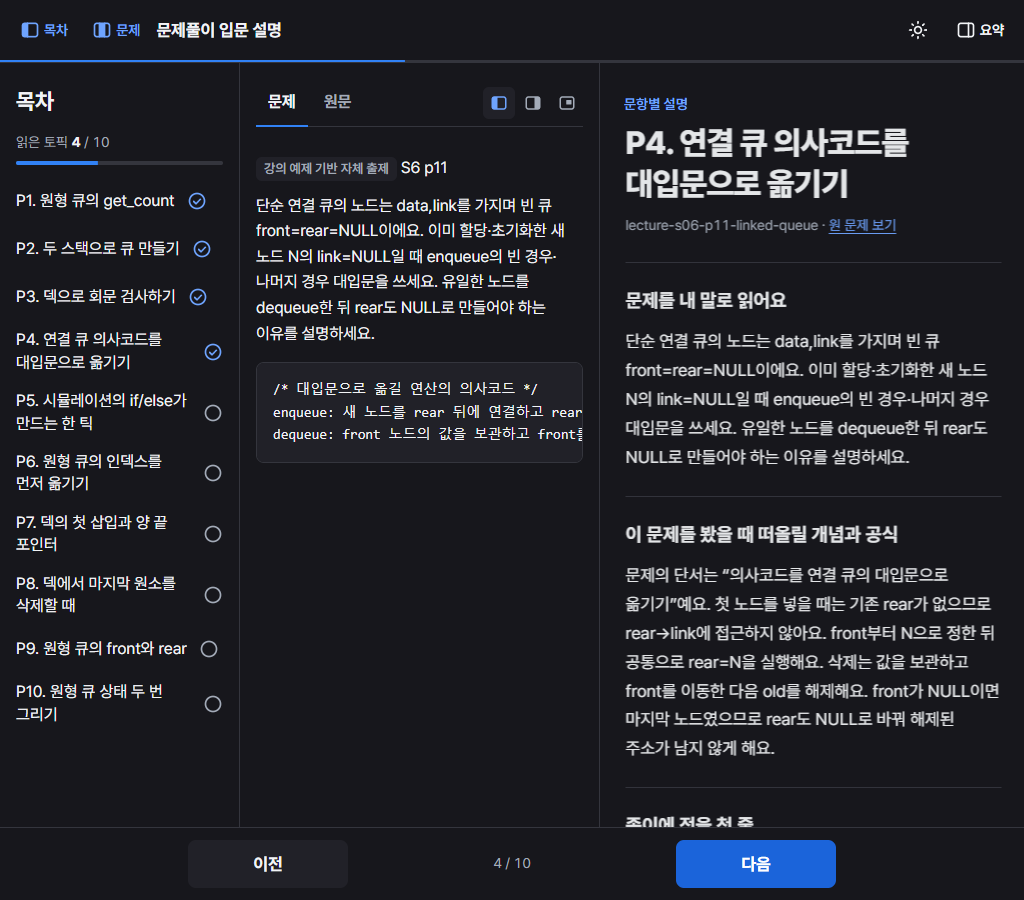 목차
문제
문제풀이 입문 설명
요약
목차
읽은 토픽 4 / 10
P1. 원형 큐의 get_count
P2. 두 스택으로 큐 만들기
P3. 덱으로 회문 검사하기
P4. 연결 큐 의사코드를
대입문으로 옮기기
P5. 시뮬레이션의 if/else가
만드는 한 틱
P6. 원형 큐의 인덱스를
먼저 옮기기
P7. 덱의 첫 삽입과 양 끝
포인터
P8. 덱에서 마지막 원소를
삭제할 때
P9. 원형 큐의 front와 rear
P10. 원형 큐 상태 두 번
그리기
문제
원문
강의 예제 기반 자체 출제 S6 p11
단순 연결 큐의 노드는 data,link를 가지며 빈 큐
front=rear=NULL이에요. 이미 할당·초기화한 새
노드 N의 link=NULL일 때 enqueue의 빈 경우·
나머지 경우 대입문을 쓰세요. 유일한 노드를
dequeue한 뒤 rear도 NULL로 만들어야 하는
이유를 설명하세요.
/* 대입문으로 옮길 연산의 의사코드 */
enqueue: 새 노드를 rear 뒤에 연결하고 rear
dequeue: front 노드의 값을 보관하고 front를
문항별 설명
P4. 연결 큐 의사코드를
대입문으로 옮기기
lecture-s06-p11-linked-queue · 원 문제 보기
문제를 내 말로 읽어요
단순 연결 큐의 노드는 data,link를 가지며 빈 큐
front=rear=NULL이에요. 이미 할당·초기화한 새 노드
N의 link=NULL일 때 enqueue의 빈 경우·나머지 경우
대입문을 쓰세요. 유일한 노드를 dequeue한 뒤 rear도
NULL로 만들어야 하는 이유를 설명하세요.
이 문제를 봤을 때 떠올릴 개념과 공식
문제의 단서는 “의사코드를 연결 큐의 대입문으로
옮기기”예요. 첫 노드를 넣을 때는 기존 rear가 없으므로
rear→link에 접근하지 않아요. front부터 N으로 정한 뒤
공통으로 rear=N을 실행해요. 삭제는 값을 보관하고
front를 이동한 다음 old를 해제해요. front가 NULL이면
마지막 노드였으므로 rear도 NULL로 바꿔 해제된
주소가 남지 않게 해요.
종이에 적을 첫 줄
이전
4 / 10
다음